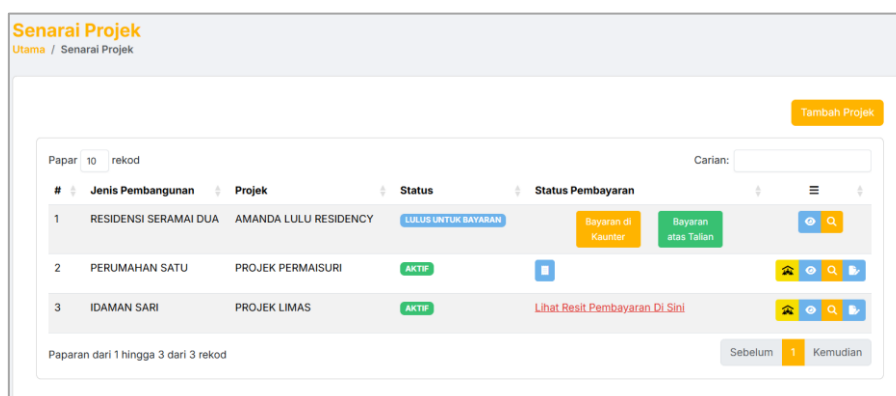 Senarai Projek
Utama / Senarai Projek
Tambah Projek
Papar 10 rekod Carian:
# Jenis Pembangunan Projek Status Status Pembayaran
1 RESIDENSI SERAMAI DUA AMANDA LULU RESIDENCY LULUS UNTUK BAYARAN Bayaran di Kaunter Bayaran atas Talian
2 PERUMAHAN SATU PROJEK PERMAISURI AKTIF
3 IDAMAN SARI PROJEK LIMAS AKTIF Lihat Resit Pembayaran Di Sini
Paparan dari 1 hingga 3 dari 3 rekod Sebelum 1 Kemudian